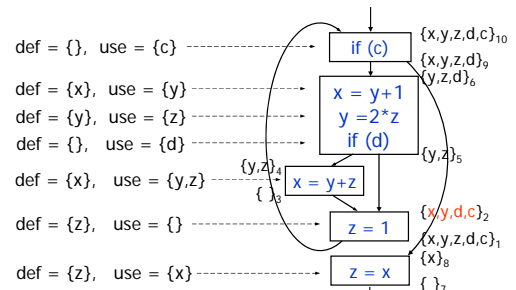 {x,y,z,d,c}10
def = {}, use = {c}
if (c)
{x,y,z,d}9
{y,z,d}6
def = {x}, use = {y}
x = y+1
def = {y}, use = {z}
y =2*z
def = {}, use = {d}
if (d)
{y,z}5
{y,z}4
def = {x}, use = {y,z}
x = y+z
{ }3
{x,y,d,c}2
def = {z}, use = {}
z = 1
{x,y,z,d,c}1
{x}8
def = {z}, use = {x}
z = x
{ }7